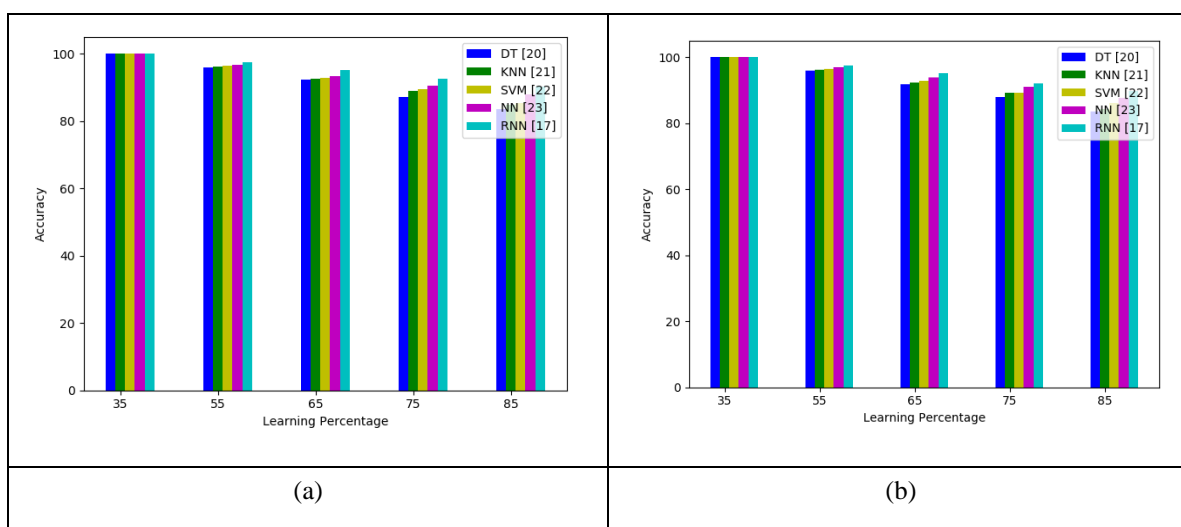 100
80
60
40
20
0
Accuracy
35 55 65 75 85
Learning Percentage
DT [20]
KNN [21]
SVM [22]
NN [23]
RNN [17]
(a)
100
80
60
40
20
0
Accuracy
35 55 65 75 85
Learning Percentage
DT [20]
KNN [21]
SVM [22]
NN [23]
RNN [17]
(b)